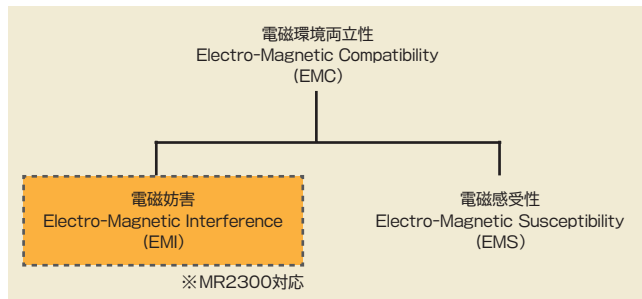 電磁環境両立性
Electro-Magnetic Compatibility
(EMC)
電磁妨害
Electro-Magnetic Interference
(EMI)
電磁感受性
Electro-Magnetic Susceptibility
(EMS)
※MR2300対応